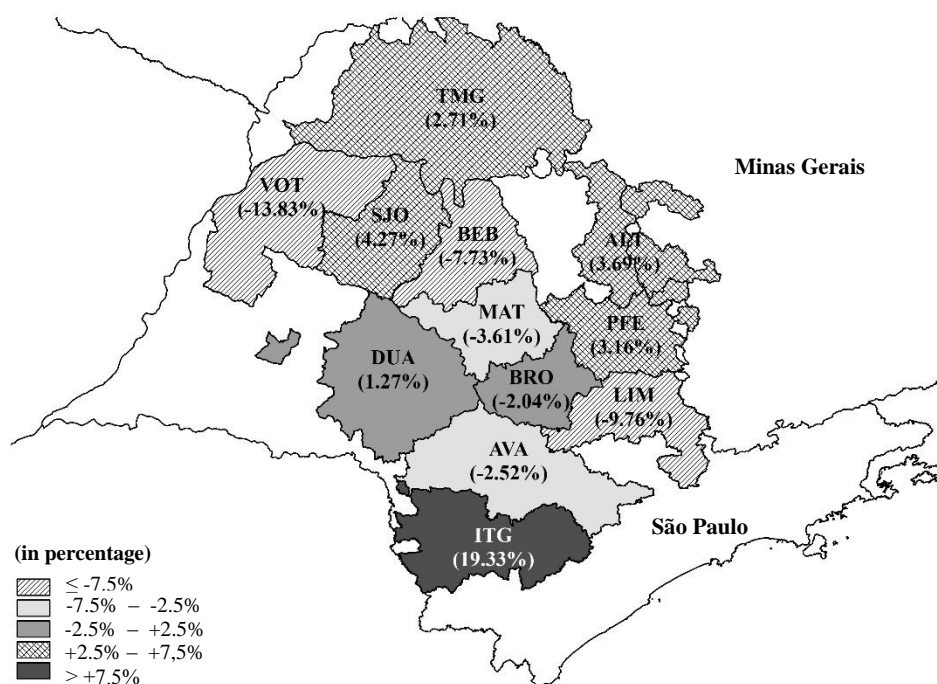 TMG
(2.71%)
Minas Gerais
VOT
(-13.83%)
SJO
(4.27%)
BEB
(-7.73%)
ALT
(3.69%)
MAT
(-3.61%)
PFE
(3.16%)
DUA
(1.27%)
BRO
(-2.04%)
LIM
(-9.76%)
AVA
(-2.52%)
São Paulo
ITG
(19.33%)
(in percentage)
≤ -7.5%
-7.5% – -2.5%
-2.5% – +2.5%
+2.5% – +7,5%
> +7.5%